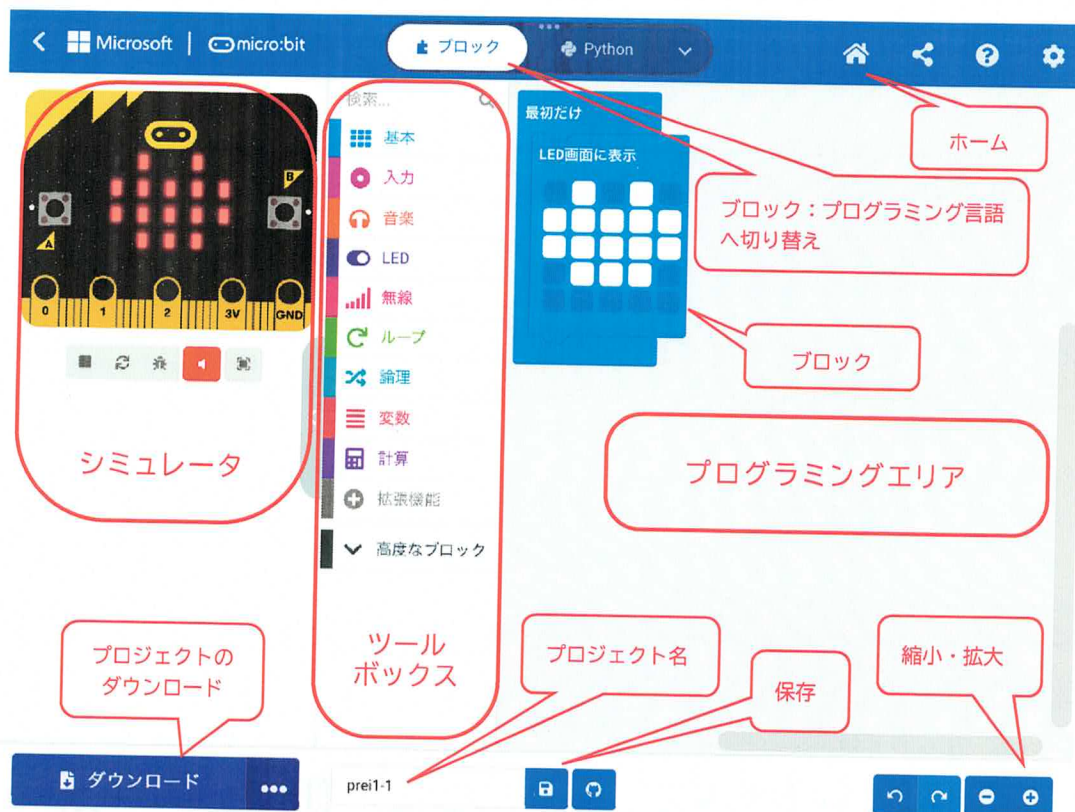 Microsoft | micro:bit
ブロック
Python
検索...
基本
入力
音楽
LED
無線
ループ
論理
変数
計算
拡張機能
高度なブロック
A
B
0 1 2 3V GND
シミュレータ
ツール
ボックス
最初だけ
LED画面に表示
ホーム
ブロック：プログラミング言語
へ切り替え
ブロック
プログラミングエリア
プロジェクトの
ダウンロード
プロジェクト名
保存
縮小・拡大
ダウンロード
prei1-1